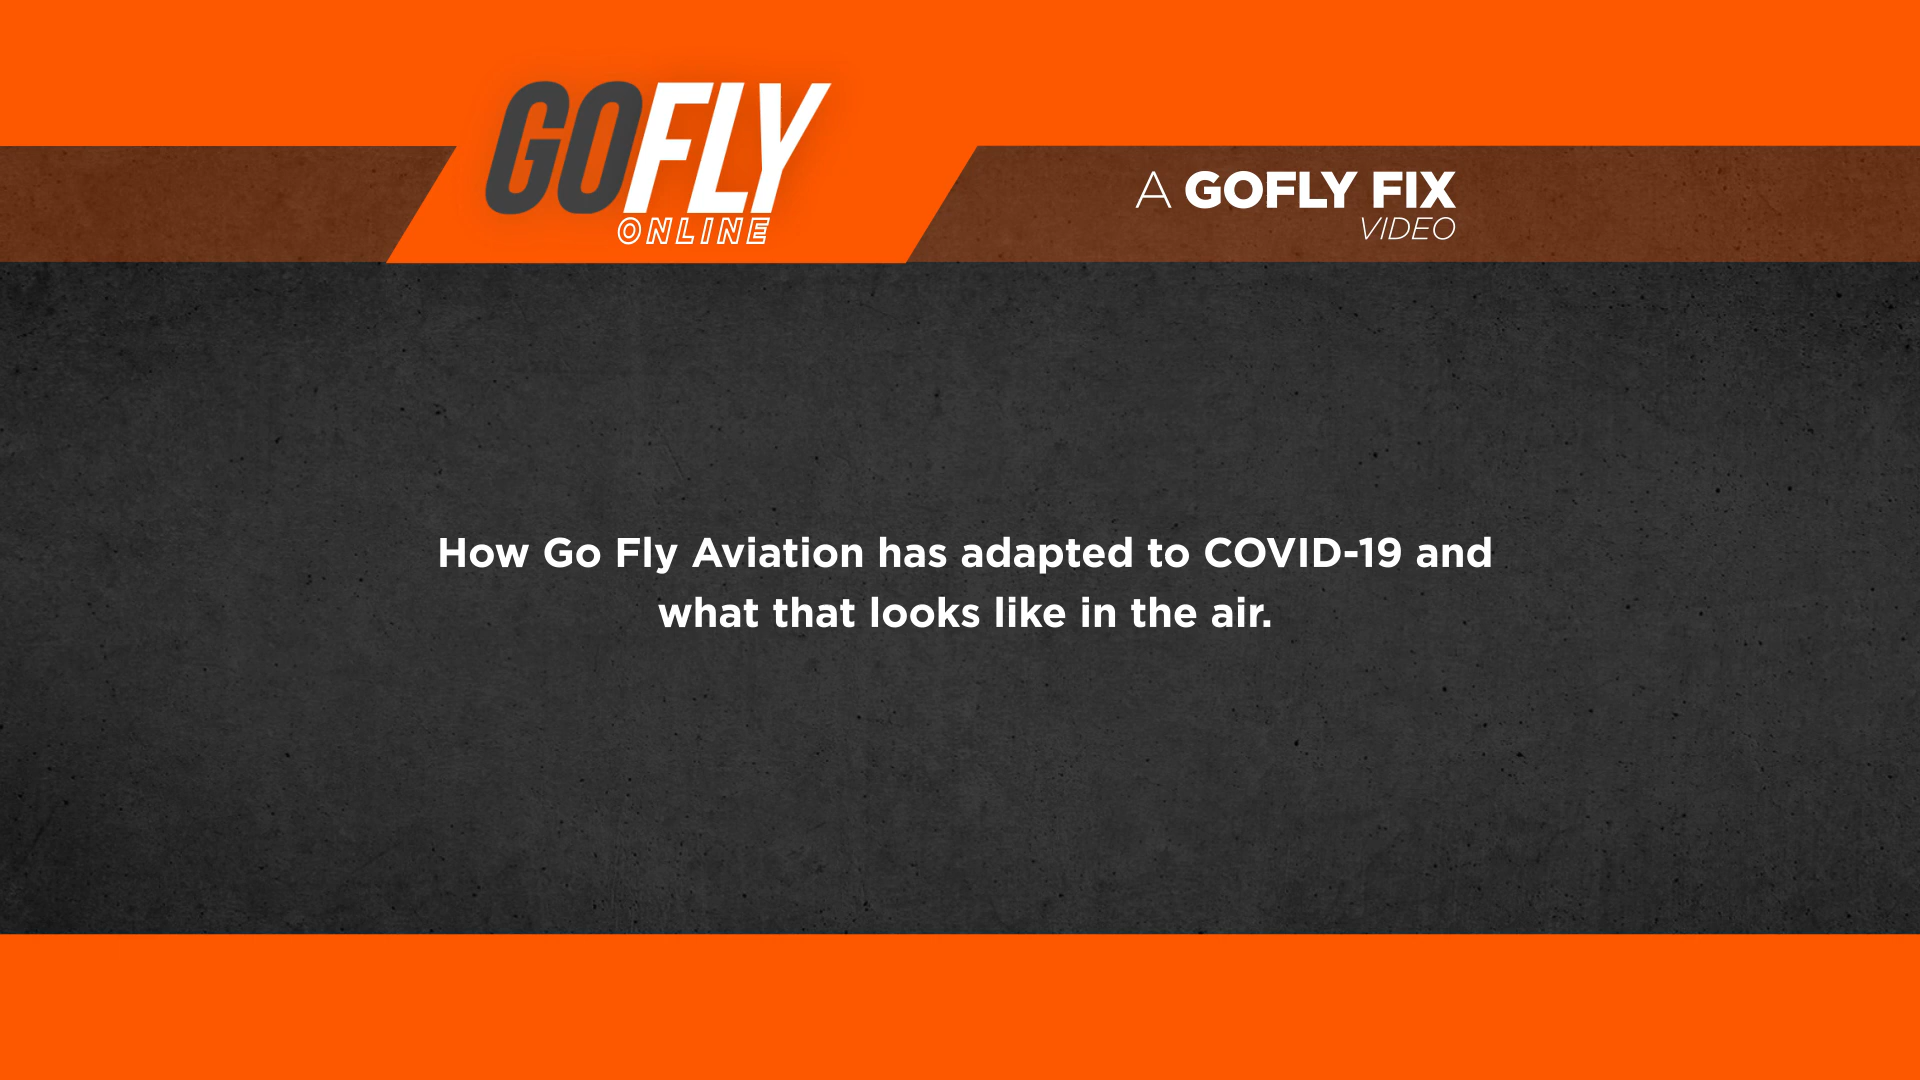 GOFLY
ONLINE
A GOFLY FIX
VIDEO
How Go Fly Aviation has adapted to COVID-19 and
what that looks like in the air.